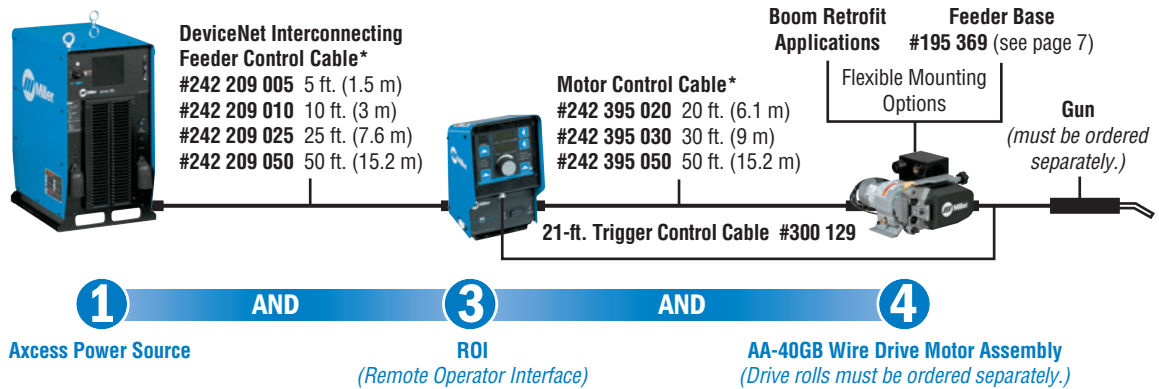 DeviceNet Interconnecting
Feeder Control Cable*
#242 209 005 5 ft. (1.5 m)
#242 209 010 10 ft. (3 m)
#242 209 025 25 ft. (7.6 m)
#242 209 050 50 ft. (15.2 m)
Motor Control Cable*
#242 395 020 20 ft. (6.1 m)
#242 395 030 30 ft. (9 m)
#242 395 050 50 ft. (15.2 m)
Boom Retrofit
Applications
Feeder Base
#195 369 (see page 7)
Flexible Mounting
Options
Gun
(must be ordered
separately.)
Miller
Miller
Miller
21-ft. Trigger Control Cable #300 129
1 AND 3 AND 4
Axcess Power Source
ROI
(Remote Operator Interface)
AA-40GB Wire Drive Motor Assembly
(Drive rolls must be ordered separately.)